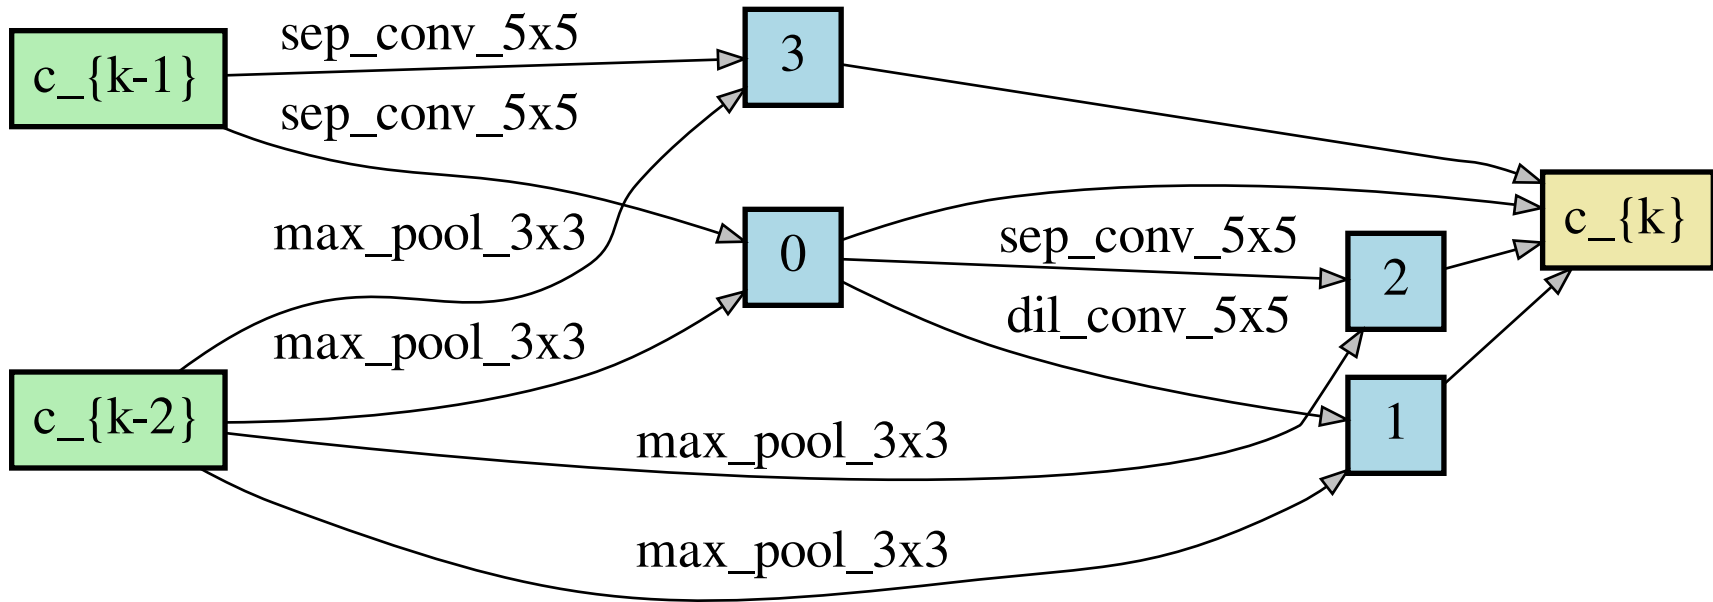 sep_conv_5x5
3
c_{k-1}
sep_conv_5x5
max_pool_3x3
0
sep_conv_5x5
c_{k}
2
dil_conv_5x5
max_pool_3x3
c_{k-2}
1
max_pool_3x3
max_pool_3x3